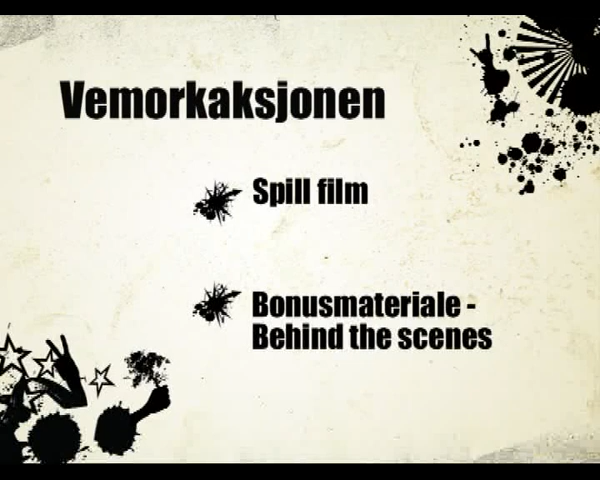 Vemorkaksjonen
Spill film
Bonusmateriale -
Behind the scenes